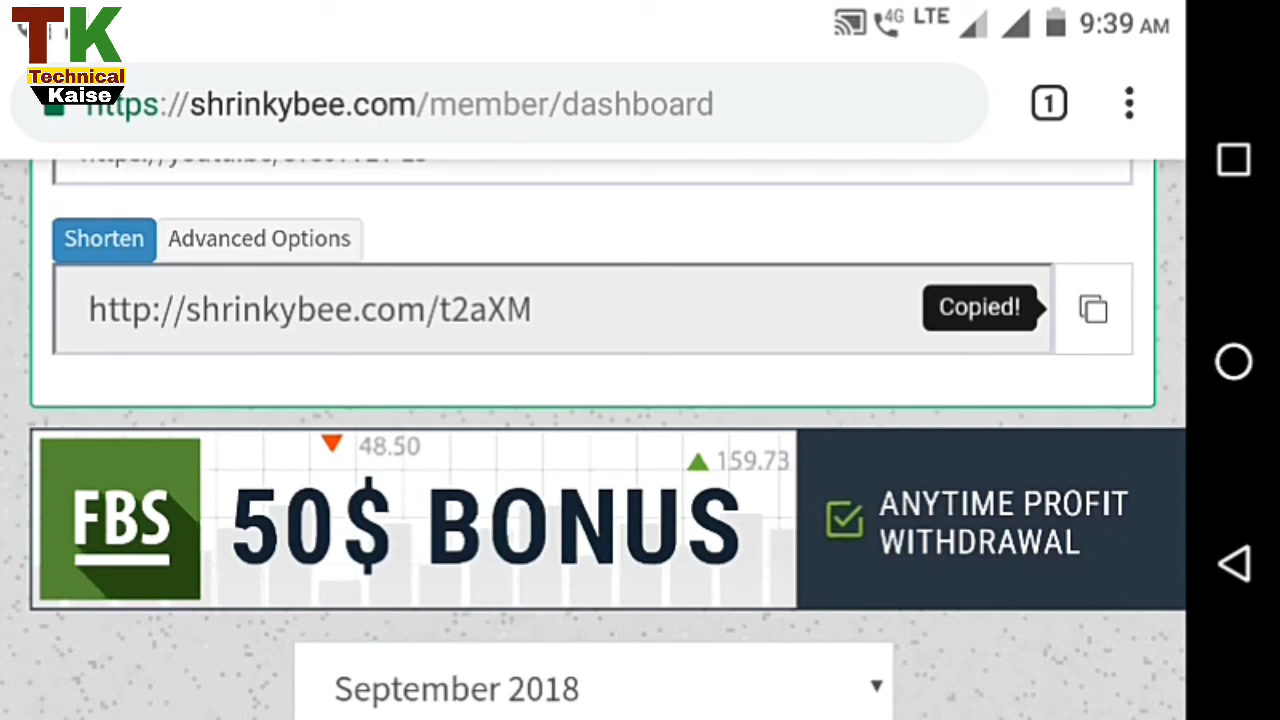 TK
Technical
Kaise
4G LTE 9:39 AM
https://shrinkybee.com/member/dashboard
1
Shorten
Advanced Options
http://shrinkybee.com/t2aXM
Copied!
FBS
48.50
159.73
50$ BONUS
ANYTIME PROFIT
WITHDRAWAL
September 2018